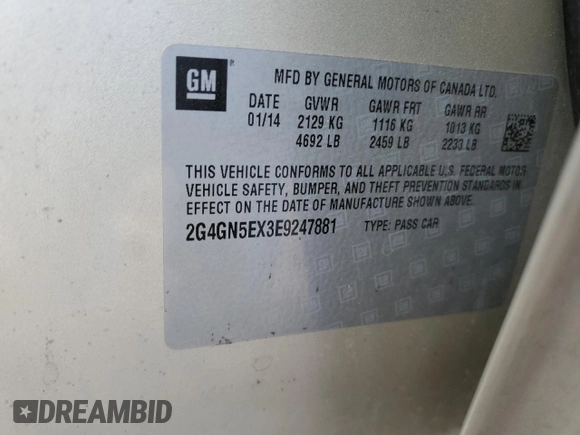 GM
MFD BY GENERAL MOTORS OF CANADA LTD.
DATE GVWR GAWR FRT GAWR RR
01/14 2129 KG 1116 KG 1013 KG
4692 LB 2459 LB 2233 LB
THIS VEHICLE CONFORMS TO ALL APPLICABLE U.S. FEDERAL MOTOR
VEHICLE SAFETY, BUMPER, AND THEFT PREVENTION STANDARDS IN
EFFECT ON THE DATE OF MANUFACTURE SHOWN ABOVE.
2G4GN5EX3E9247881 TYPE: PASS CAR
DREAMBID